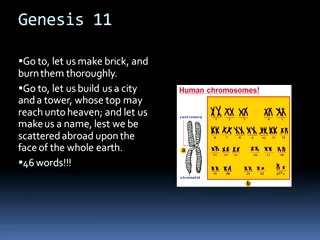 Genesis 11
▪Go to, let us make brick, and
burn them thoroughly.
▪Go to, let us build us a city
and a tower, whose top may
reach unto heaven; and let us
make us a name, lest we be
scattered abroad upon the
face of the whole earth.
▪46 words!!!
Human chromosomes!
centromere
a
chromatid
b